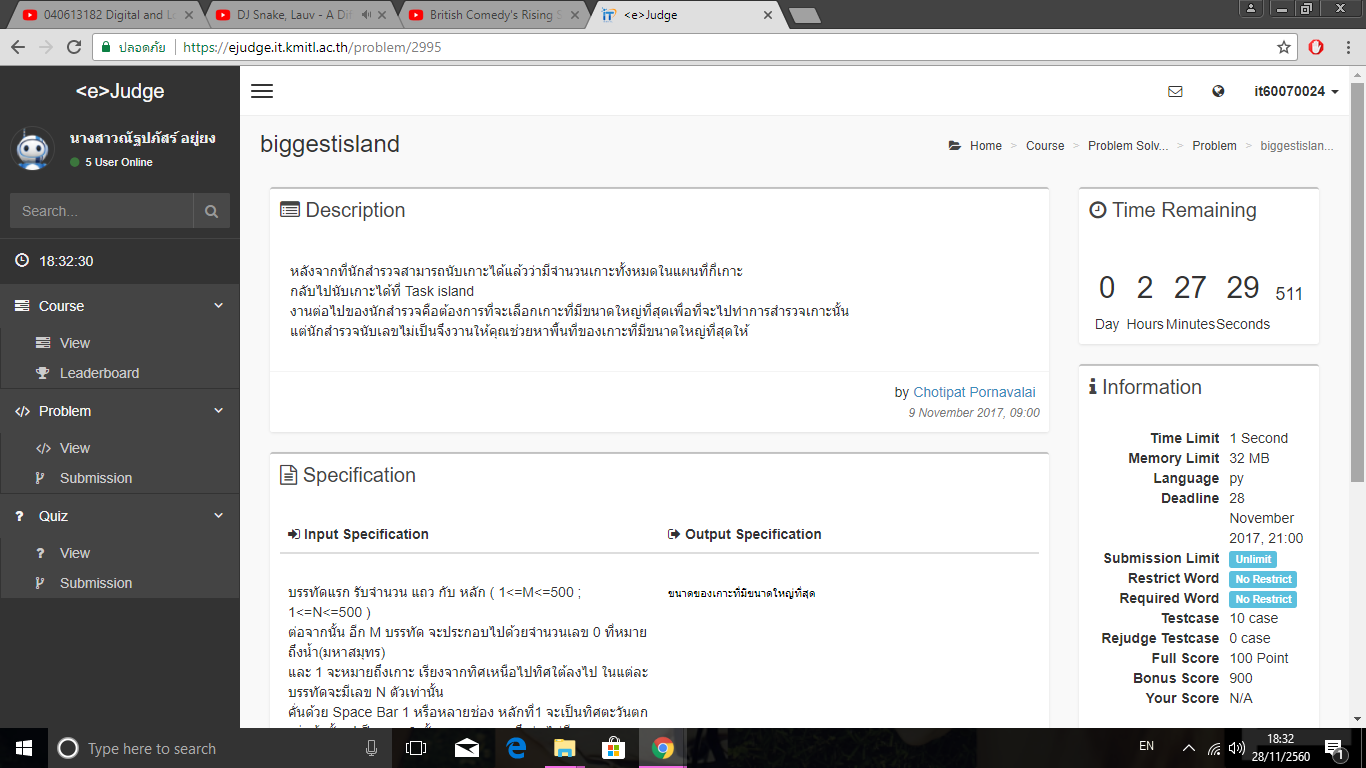 040613182 Digital and L
DJ Snake, Lauv - A Dif
British Comedy's Rising S
<e>Judge
ปลอดภัย
https://ejudge.it.kmitl.ac.th/problem/2995
<e>Judge
it60070024
นางสาวณัฐปภัสร์ อยู่ยง
5 User Online
biggestisland
Home > Course > Problem Solv... > Problem > biggestislan...
Search...
18:32:30
Course
View
Leaderboard
Problem
View
Submission
Quiz
View
Submission
Description
หลังจากที่นักสำรวจสามารถนับเกาะได้แล้วว่ามีจำนวนเกาะทั้งหมดในแผนที่กี่เกาะ
กลับไปนับเกาะได้ที่ Task island
งานต่อไปของนักสำรวจคือต้องการที่จะเลือกเกาะที่มีขนาดใหญ่ที่สุดเพื่อที่จะไปทำการสำรวจเกาะนั้น
แต่นักสำรวจนับเลขไม่เป็นจึงวานให้คุณช่วยหาพื้นที่ของเกาะที่มีขนาดใหญ่ที่สุดให้
by Chotipat Pornavalai
9 November 2017, 09:00
Specification
Input Specification
Output Specification
บรรทัดแรก รับจำนวน แถว กับ หลัก ( 1<=M<=500 ;
1<=N<=500 )
ต่อจากนั้น อีก M บรรทัด จะประกอบไปด้วยจำนวนเลข 0 ที่หมาย
ถึงน้ำ(มหาสมุทร)
และ 1 จะหมายถึงเกาะ เรียงจากทิศเหนือไปทิศใต้ลงไป ในแต่ละ
บรรทัดจะมีเลข N ตัวเท่านั้น
คั่นด้วย Space Bar 1 หรือหลายช่อง หลักที่1 จะเป็นทิศตะวันตก
ขนาดของเกาะที่มีขนาดใหญ่ที่สุด
Time Remaining
0 2 27 29 511
Day Hours Minutes Seconds
Information
Time Limit 1 Second
Memory Limit 32 MB
Language py
Deadline 28
November
2017, 21:00
Submission Limit Unlimit
Restrict Word No Restrict
Required Word No Restrict
Testcase 10 case
Rejudge Testcase 0 case
Full Score 100 Point
Bonus Score 900
Your Score N/A
Type here to search
EN
18:32
28/11/2560
1